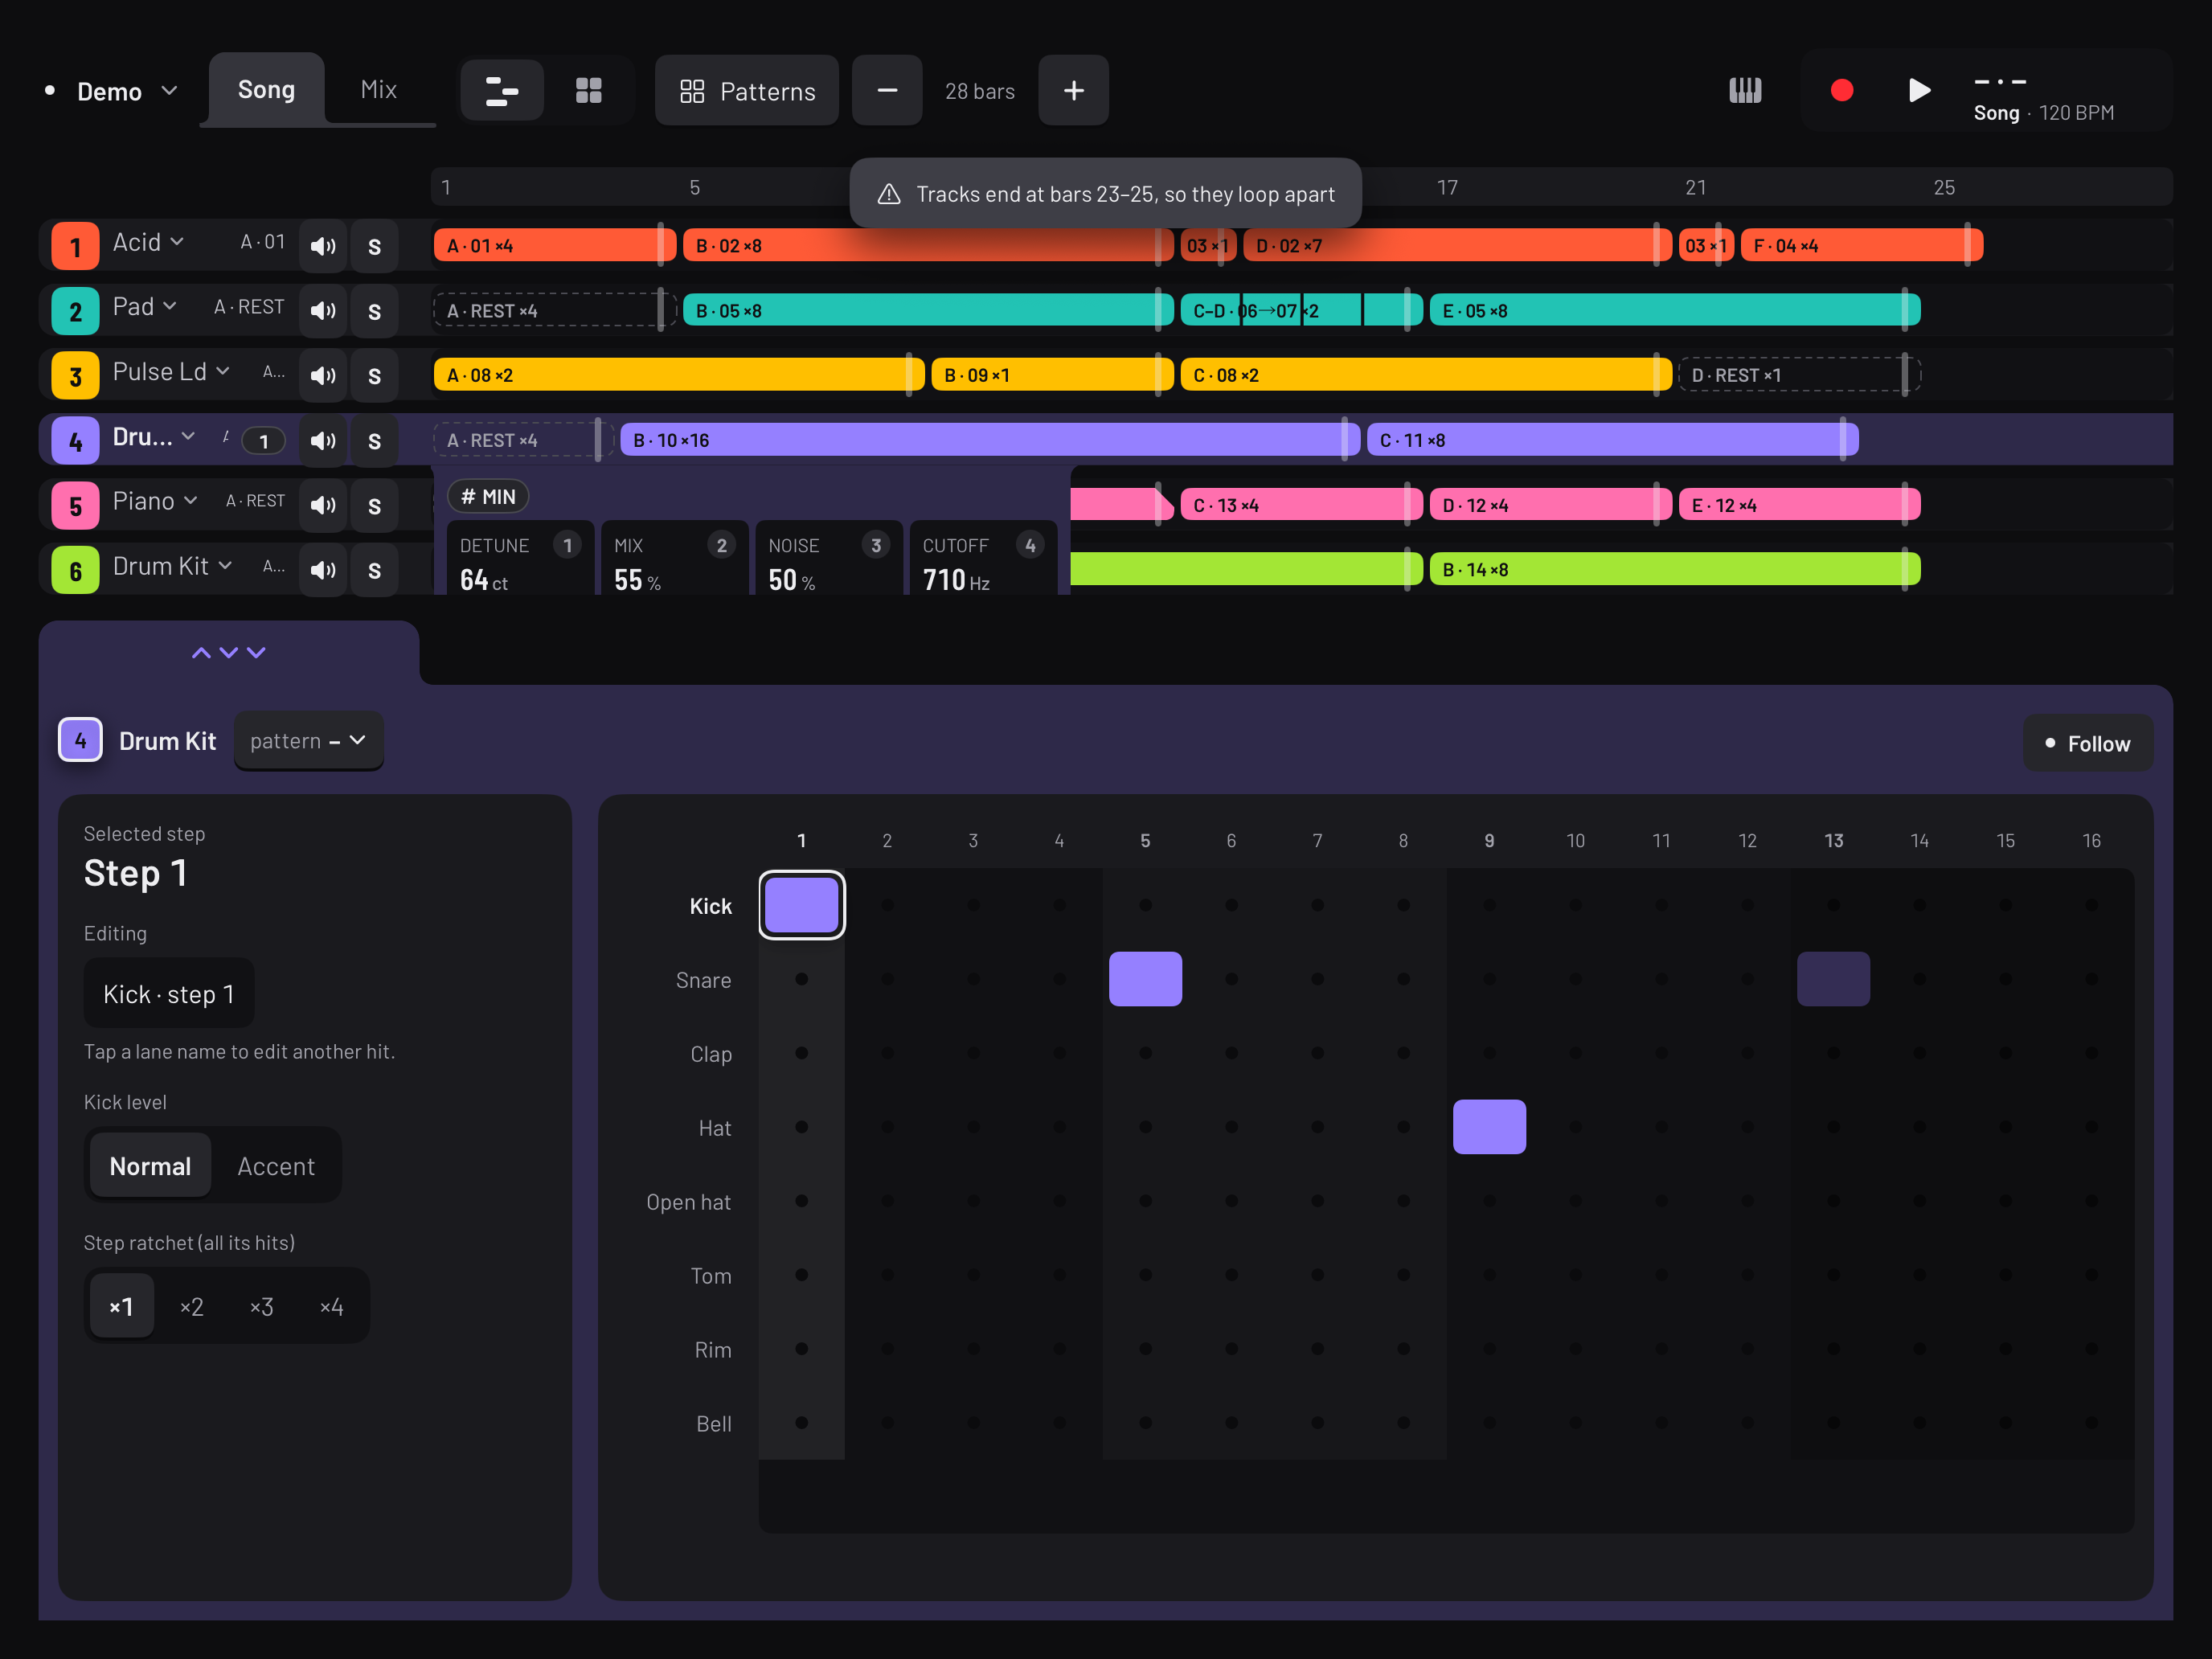 Demo Song Mix Patterns − 28 bars + Song · 120 BPM
1 5 17 21 25
Tracks end at bars 23–25, so they loop apart
1 Acid A · 01 S A · 01 ×4 B · 02 ×8 03 ×1 D · 02 ×7 03 ×1 F · 04 ×4
2 Pad A · REST S A · REST ×4 B · 05 ×8 C–D · 06→07 ×2 E · 05 ×8
3 Pulse Ld A... S A · 08 ×2 B · 09 ×1 C · 08 ×2 D · REST ×1
4 Dru... 1 S A · REST ×4 B · 10 ×16 C · 11 ×8
5 Piano A · REST S C · 13 ×4 D · 12 ×4 E · 12 ×4
6 Drum Kit A... S B · 14 ×8
# MIN
DETUNE 1 MIX 2 NOISE 3 CUTOFF 4
64 ct 55 % 50 % 710 Hz
4 Drum Kit pattern – Follow
Selected step
Step 1
Editing
Kick · step 1
Tap a lane name to edit another hit.
Kick level
Normal Accent
Step ratchet (all its hits)
×1 ×2 ×3 ×4
1 2 3 4 5 6 7 8 9 10 11 12 13 14 15 16
Kick
Snare
Clap
Hat
Open hat
Tom
Rim
Bell